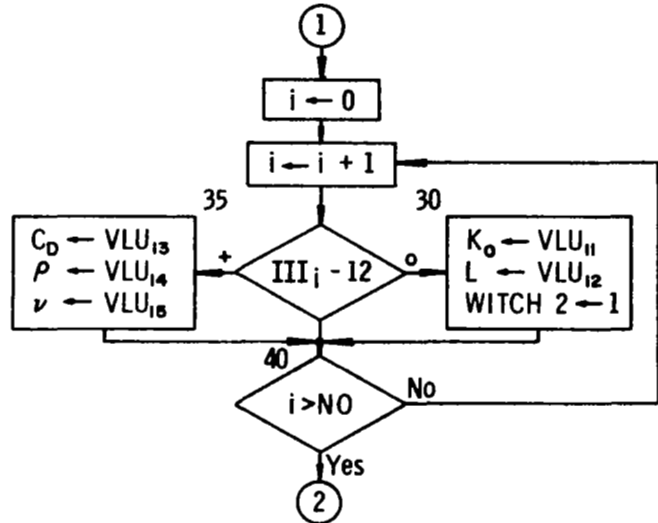 1
i ← 0
i ← i + 1
35
30
C_D ← VLU₁₃
ρ ← VLU₁₄
ν ← VLU₁₅
+
III_i - 12
o
K_o ← VLU₁₁
L ← VLU₁₂
WITCH 2 ← 1
40
i > NO
No
Yes
2